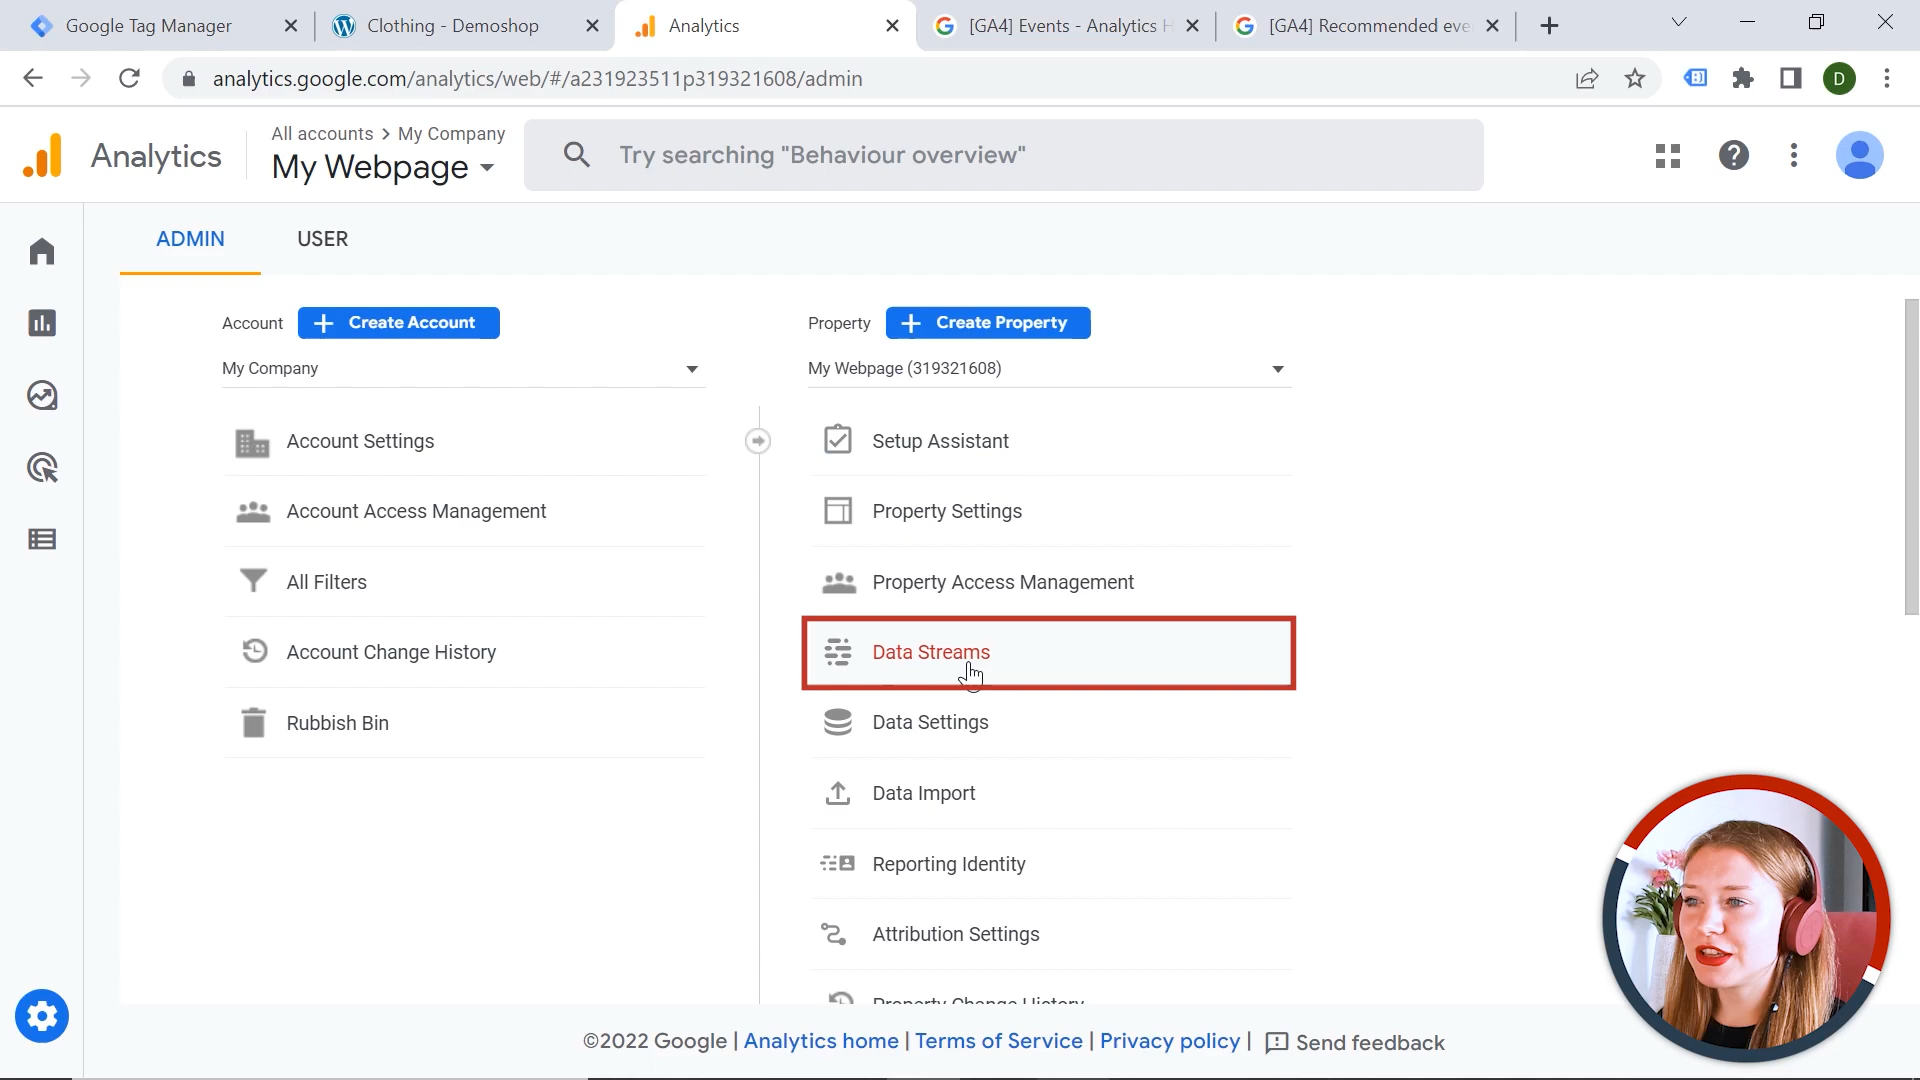 Google Tag Manager
Clothing - Demoshop
Analytics
[GA4] Events - Analytics H
[GA4] Recommended eve
analytics.google.com/analytics/web/#/a231923511p319321608/admin
D
Analytics
All accounts > My Company
My Webpage
Try searching "Behaviour overview"
ADMIN
USER
Account
Create Account
Property
Create Property
My Company
My Webpage (319321608)
Account Settings
Account Access Management
All Filters
Account Change History
Rubbish Bin
Setup Assistant
Property Settings
Property Access Management
Data Streams
Data Settings
Data Import
Reporting Identity
Attribution Settings
Property Change History
©2022 Google | Analytics home | Terms of Service | Privacy policy | Send feedback